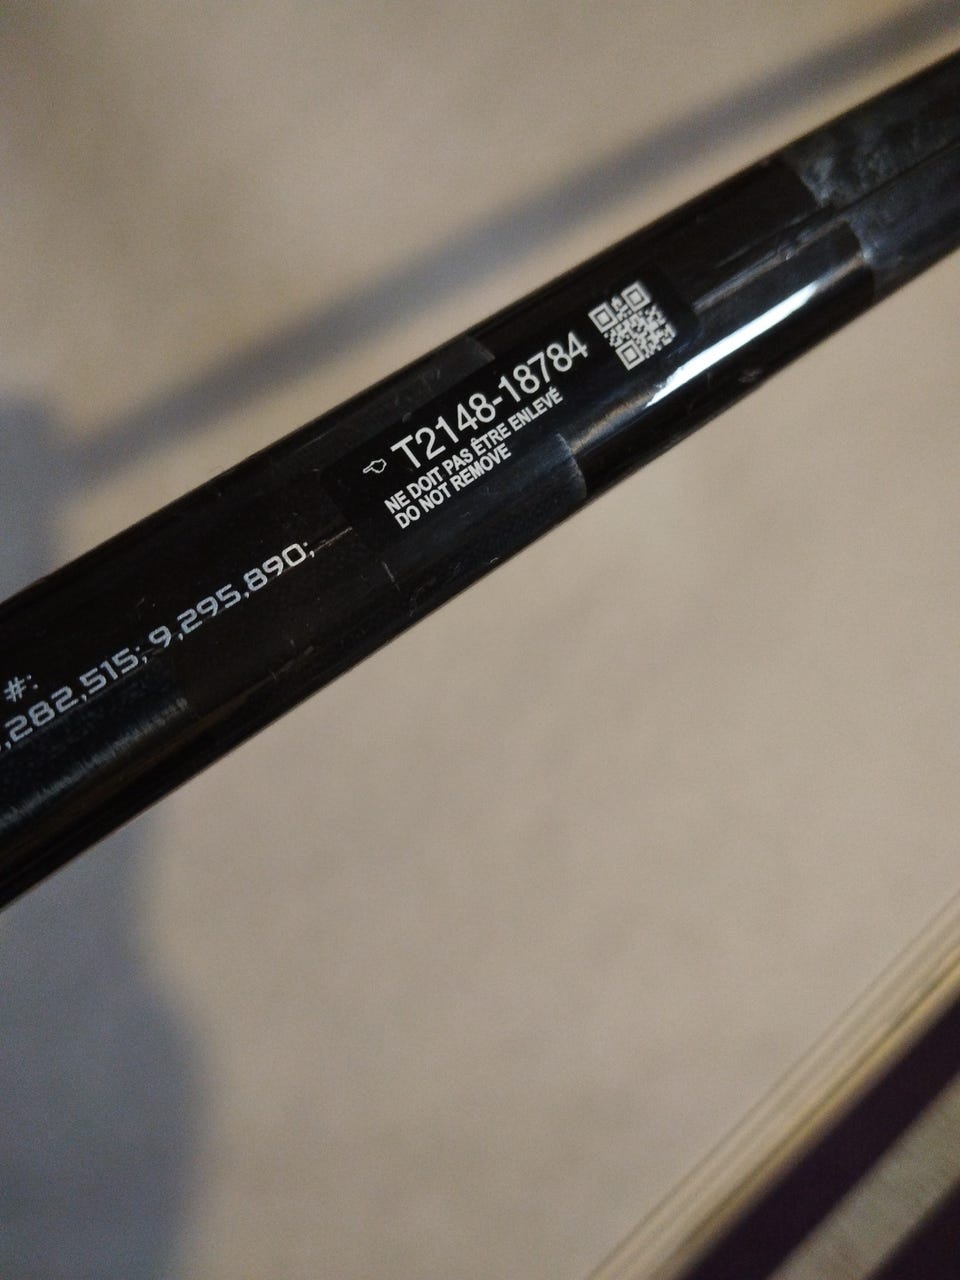 T2148-18784
NE DOIT PAS ÊTRE ENLEVÉ
DO NOT REMOVE
#:
,282,515; 9,295,890;